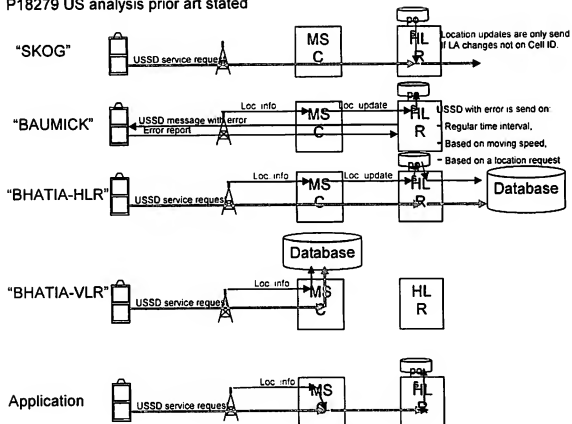 P18279 US analysis prior art stated
"SKOG"
USSD service reques
MS
C
HL
R
Location updates are only send
if LA changes not on Cell ID.
"BAUMICK"
Loc info
Loc update
USSD message with error
Error report
MS
C
HL
R
USSD with error is send on:
- Regular time interval,
- Based on moving speed,
- Based on a location request
"BHATIA-HLR"
Loc info
Loc update
USSD service reques
MS
C
HL
R
Database
Database
"BHATIA-VLR"
Loc info
USSD service reques
MS
C
HL
R
Application
Loc info
USSD service reques
MS
HL
R